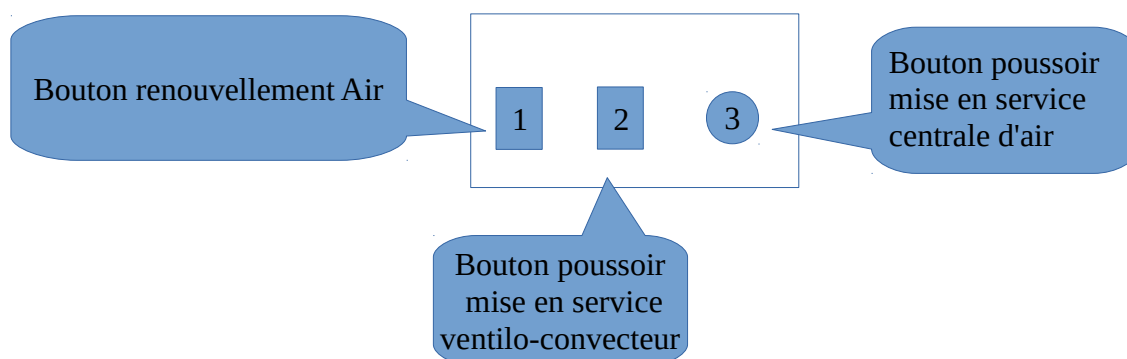 Bouton renouvellement Air
1
2
3
Bouton poussoir
mise en service
centrale d'air
Bouton poussoir
mise en service
ventilo-convecteur